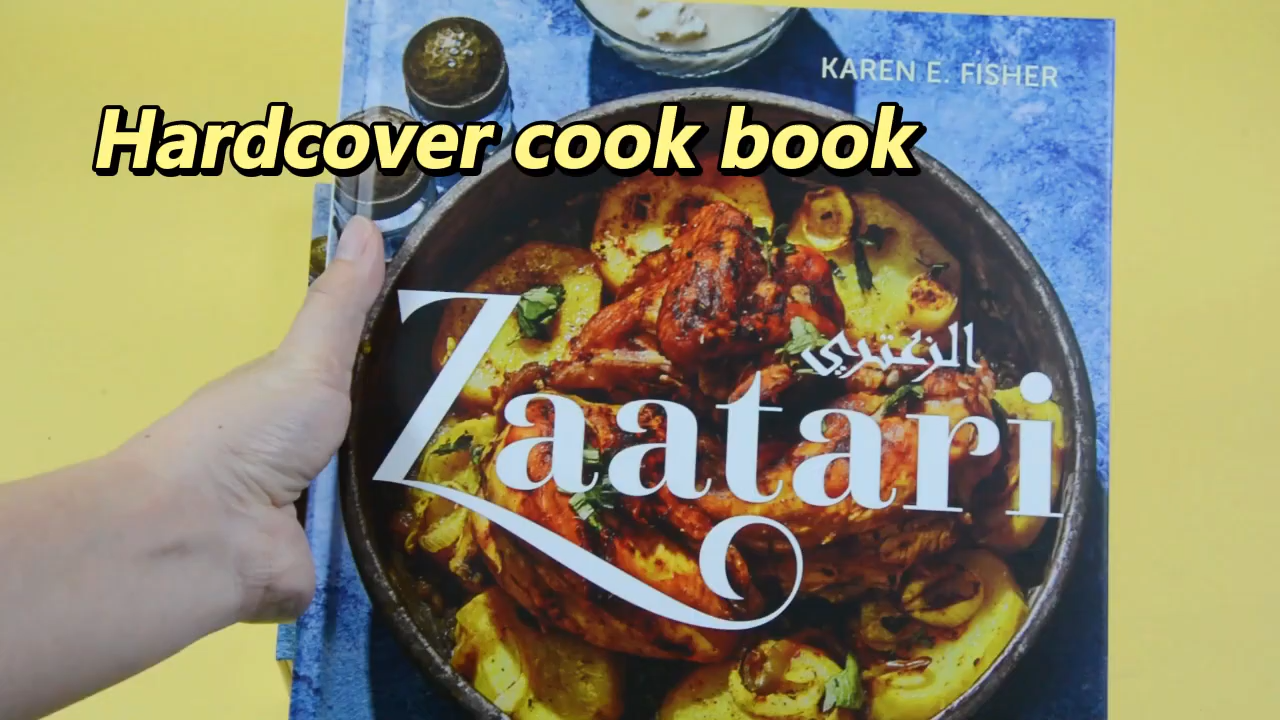 KAREN E. FISHER
Hardcover cook book
الزعتري
Zaatari